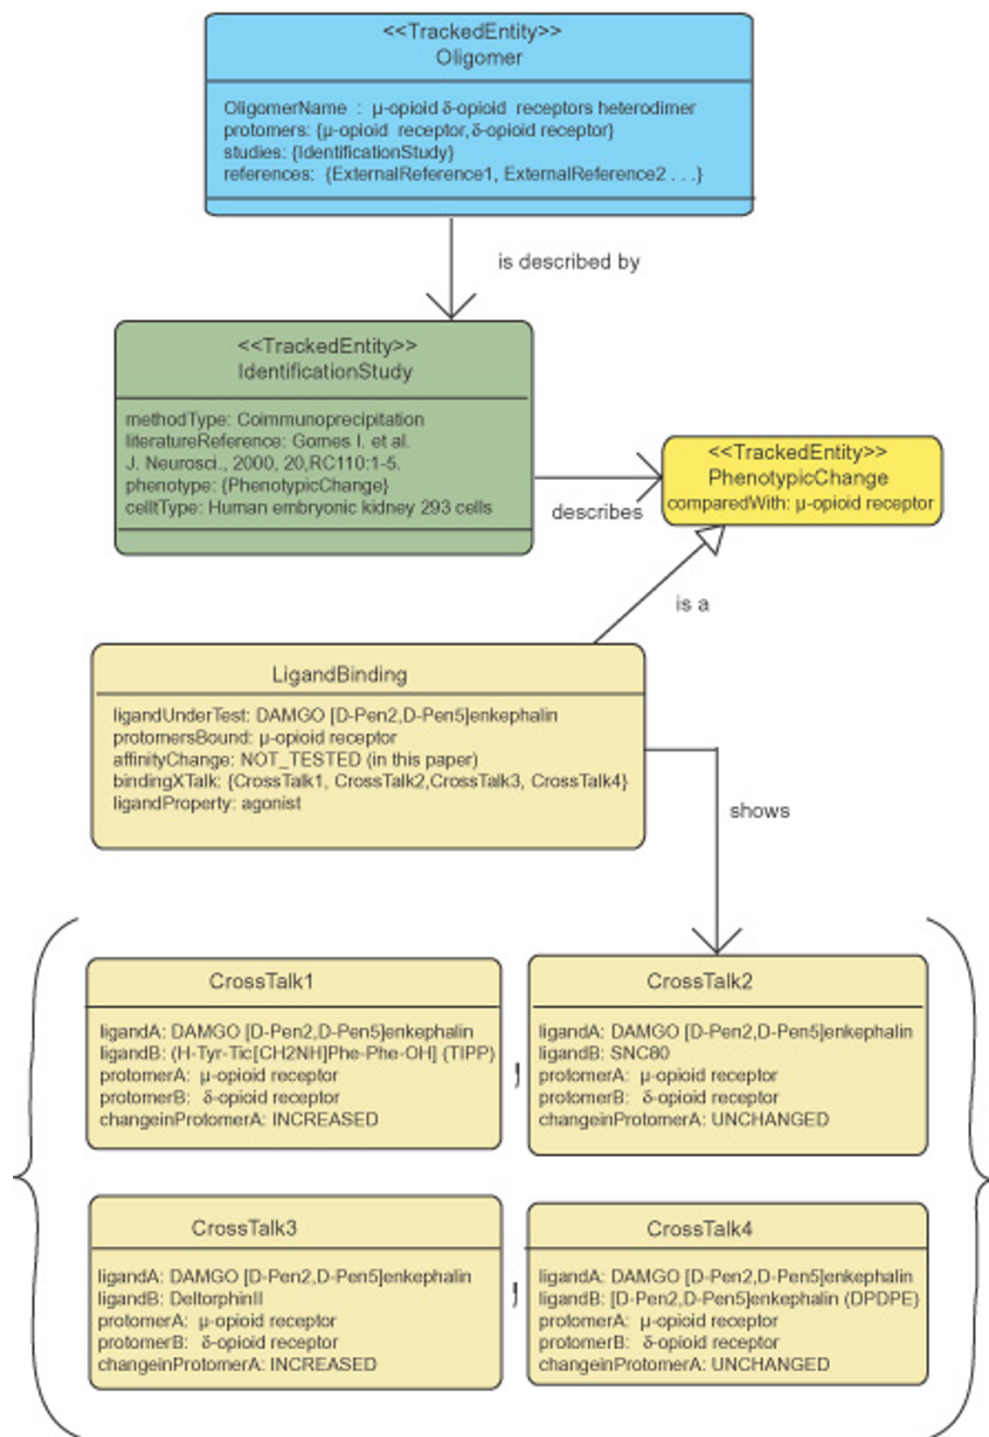 <<TrackedEntity>>
Oligomer
OligomerName : μ-opioid δ-opioid receptors heterodimer
protomers: {μ-opioid receptor,δ-opioid receptor}
studies: {IdentificationStudy}
references: {ExternalReference1, ExternalReference2 . . .}
is described by
<<TrackedEntity>>
IdentificationStudy
methodType: Coimmunoprecipitation
literatureReference: Gomes I. et al.
J. Neurosci., 2000, 20,RC110:1-5.
phenotype: {PhenotypicChange}
celltType: Human embryonic kidney 293 cells
describes
<<TrackedEntity>>
PhenotypicChange
comparedWith: μ-opioid receptor
is a
LigandBinding
ligandUnderTest: DAMGO [D-Pen2,D-Pen5]enkephalin
protomersBound: μ-opioid receptor
affinityChange: NOT_TESTED (in this paper)
bindingXTalk: {CrossTalk1, CrossTalk2,CrossTalk3, CrossTalk4}
ligandProperty: agonist
shows
CrossTalk1
ligandA: DAMGO [D-Pen2,D-Pen5]enkephalin
ligandB: (H-Tyr-Tic[CH2NH]Phe-Phe-OH] (TIPP)
protomerA: μ-opioid receptor
protomerB: δ-opioid receptor
changeinProtomerA: INCREASED
,
CrossTalk2
ligandA: DAMGO [D-Pen2,D-Pen5]enkephalin
ligandB: SNC80
protomerA: μ-opioid receptor
protomerB: δ-opioid receptor
changeinProtomerA: UNCHANGED
CrossTalk3
ligandA: DAMGO [D-Pen2,D-Pen5]enkephalin
ligandB: DeltorphinII
protomerA: μ-opioid receptor
protomerB: δ-opioid receptor
changeinProtomerA: INCREASED
,
CrossTalk4
ligandA: DAMGO [D-Pen2,D-Pen5]enkephalin
ligandB: [D-Pen2,D-Pen5]enkephalin (DPDPE)
protomerA: μ-opioid receptor
protomerB: δ-opioid receptor
changeinProtomerA: UNCHANGED